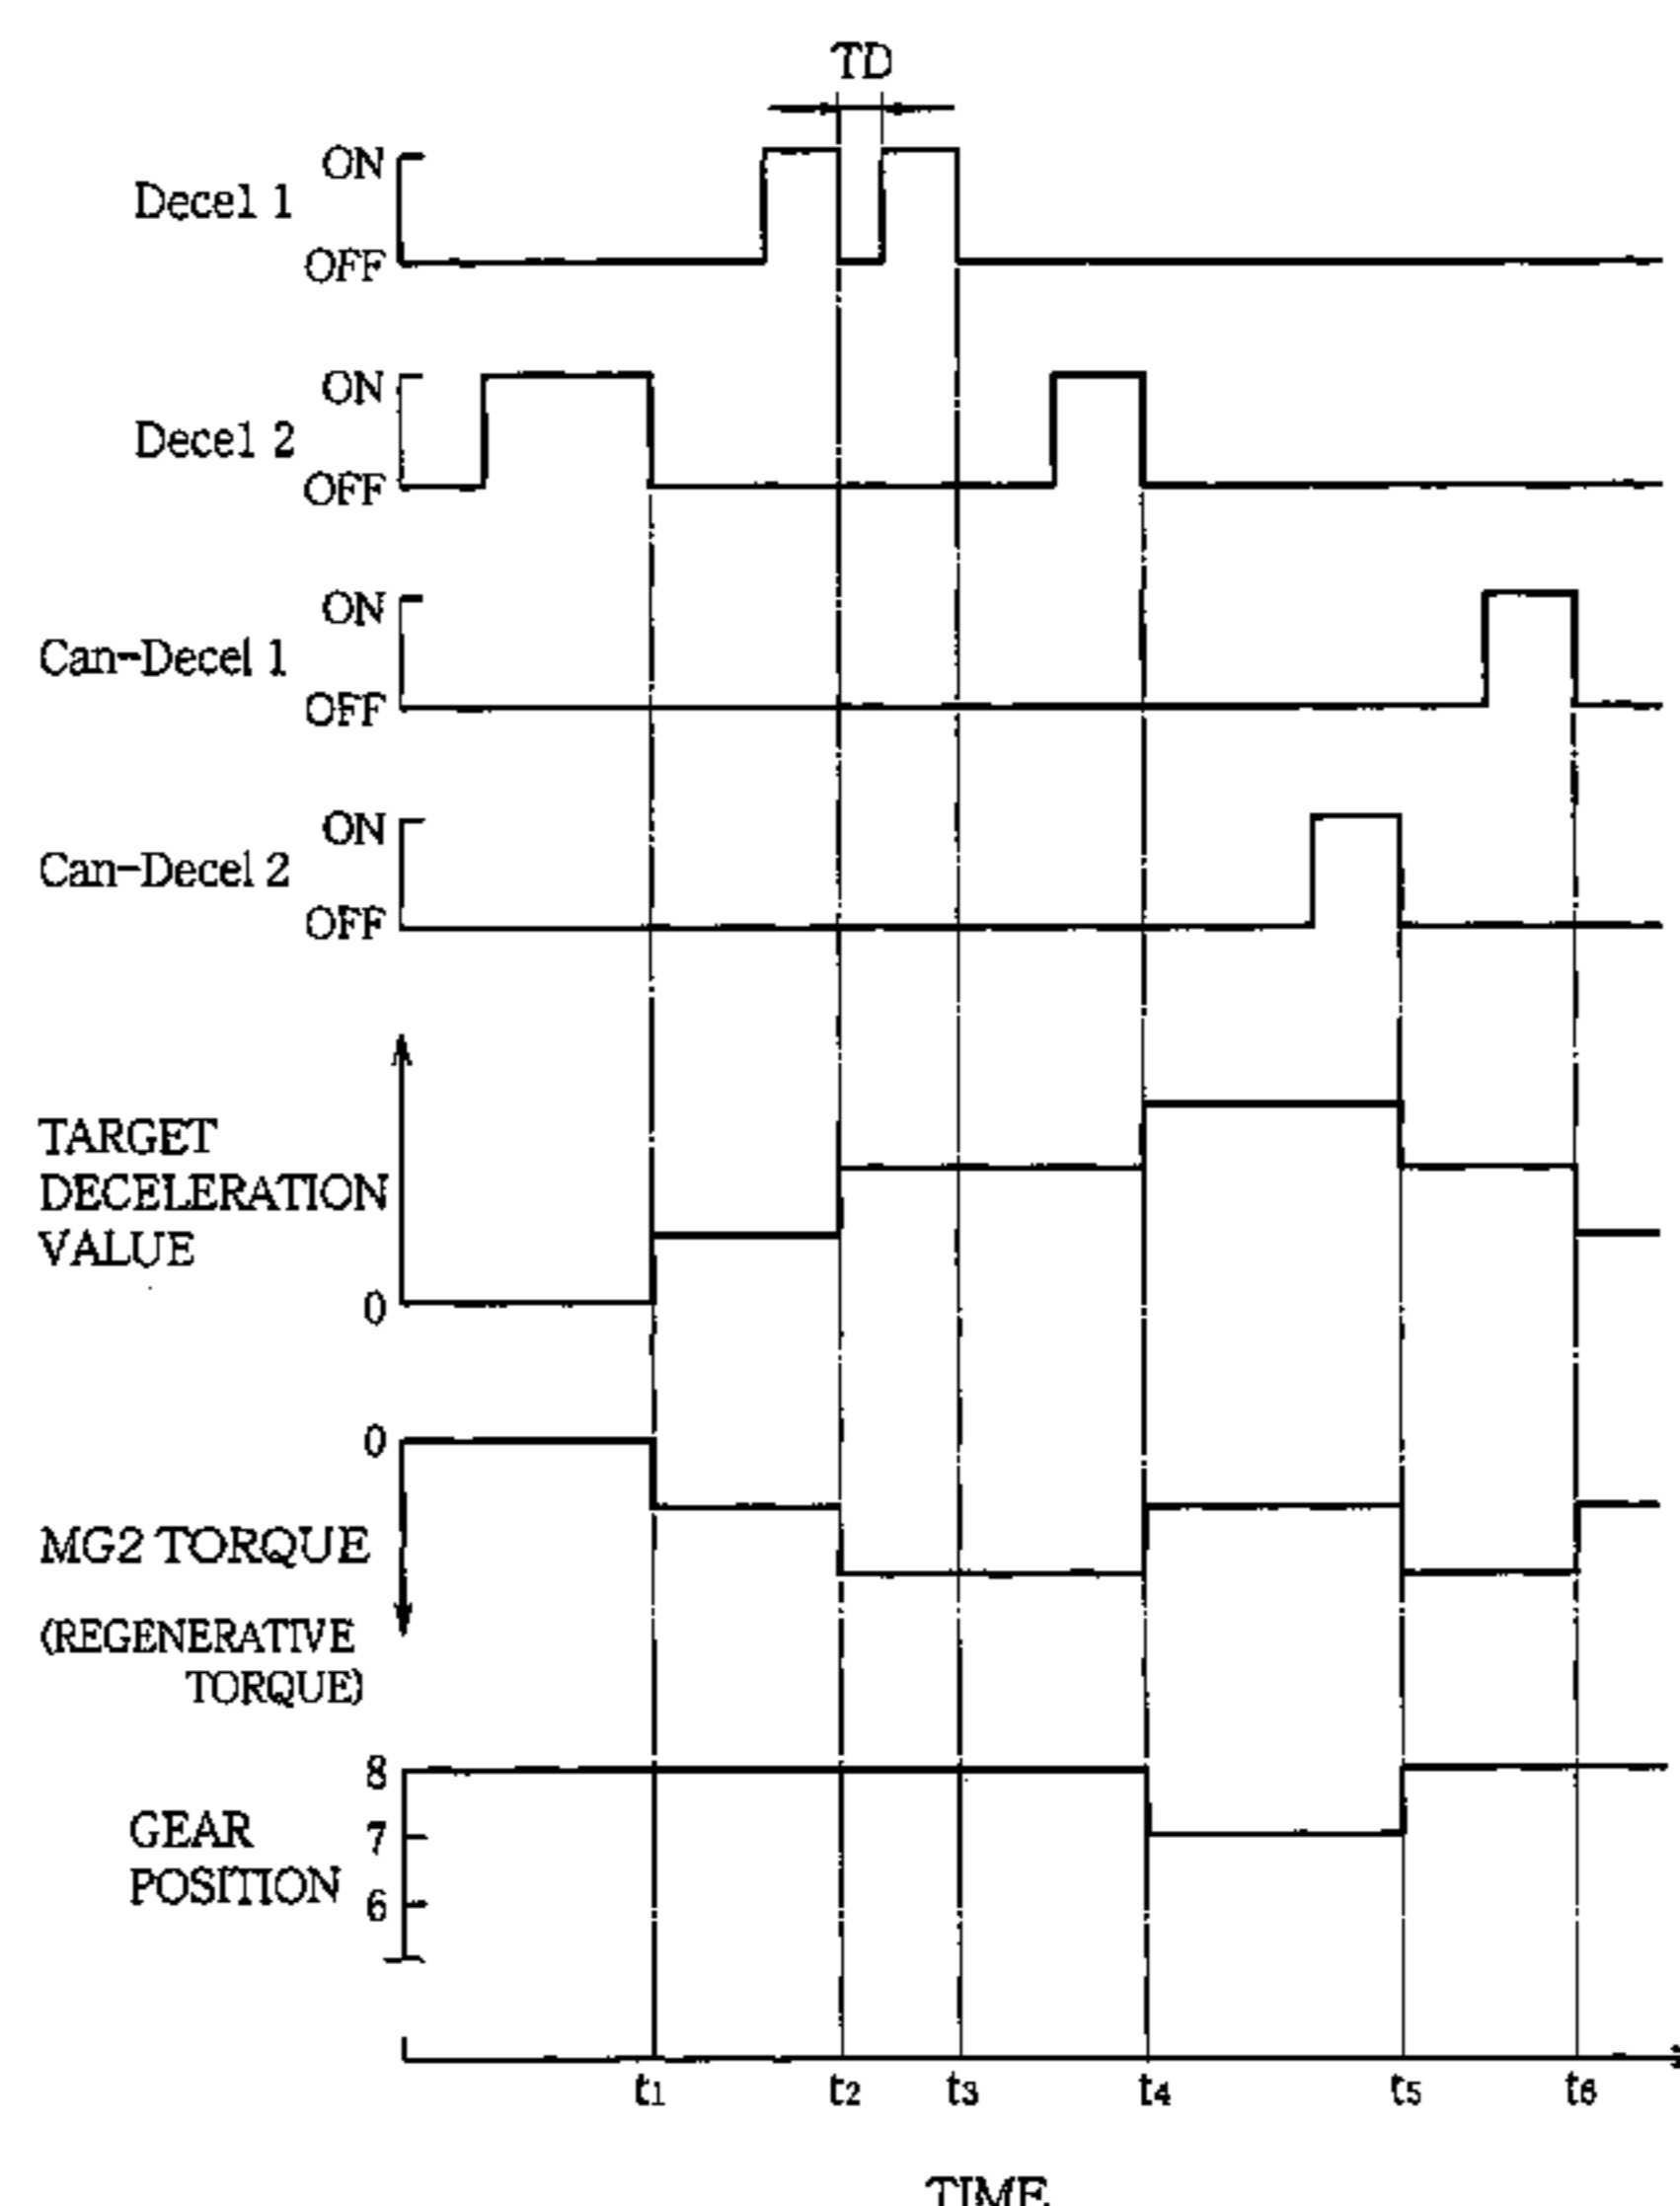 TD
ON
Decel 1
OFF
ON
Decel 2
OFF
ON
Can-Decel 1
OFF
ON
Can-Decel 2
OFF
TARGET
DECELERATION
VALUE
0
0
MG2 TORQUE
(REGENERATIVE
TORQUE)
8
GEAR
7
POSITION
6
t1 t2 t3 t4 t5 t6
TIME